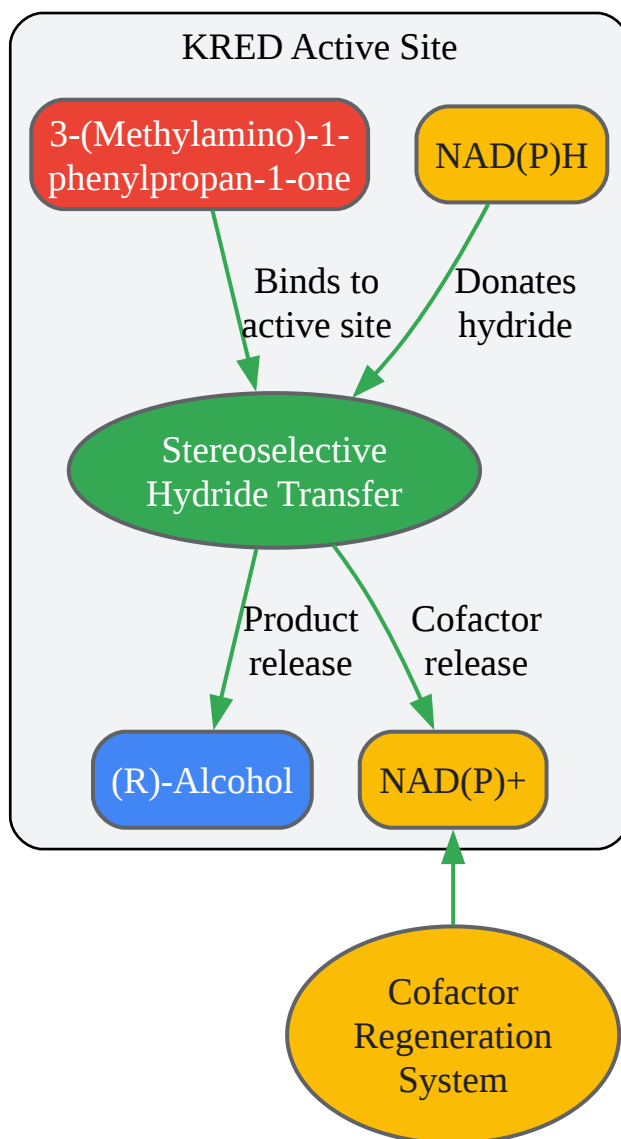 KRED Active Site
3-(Methylamino)-1-
phenylpropan-1-one
NAD(P)H
Binds to
active site
Donates
hydride
Stereoselective
Hydride Transfer
Product
release
Cofactor
release
(R)-Alcohol
NAD(P)+
Cofactor
Regeneration
System